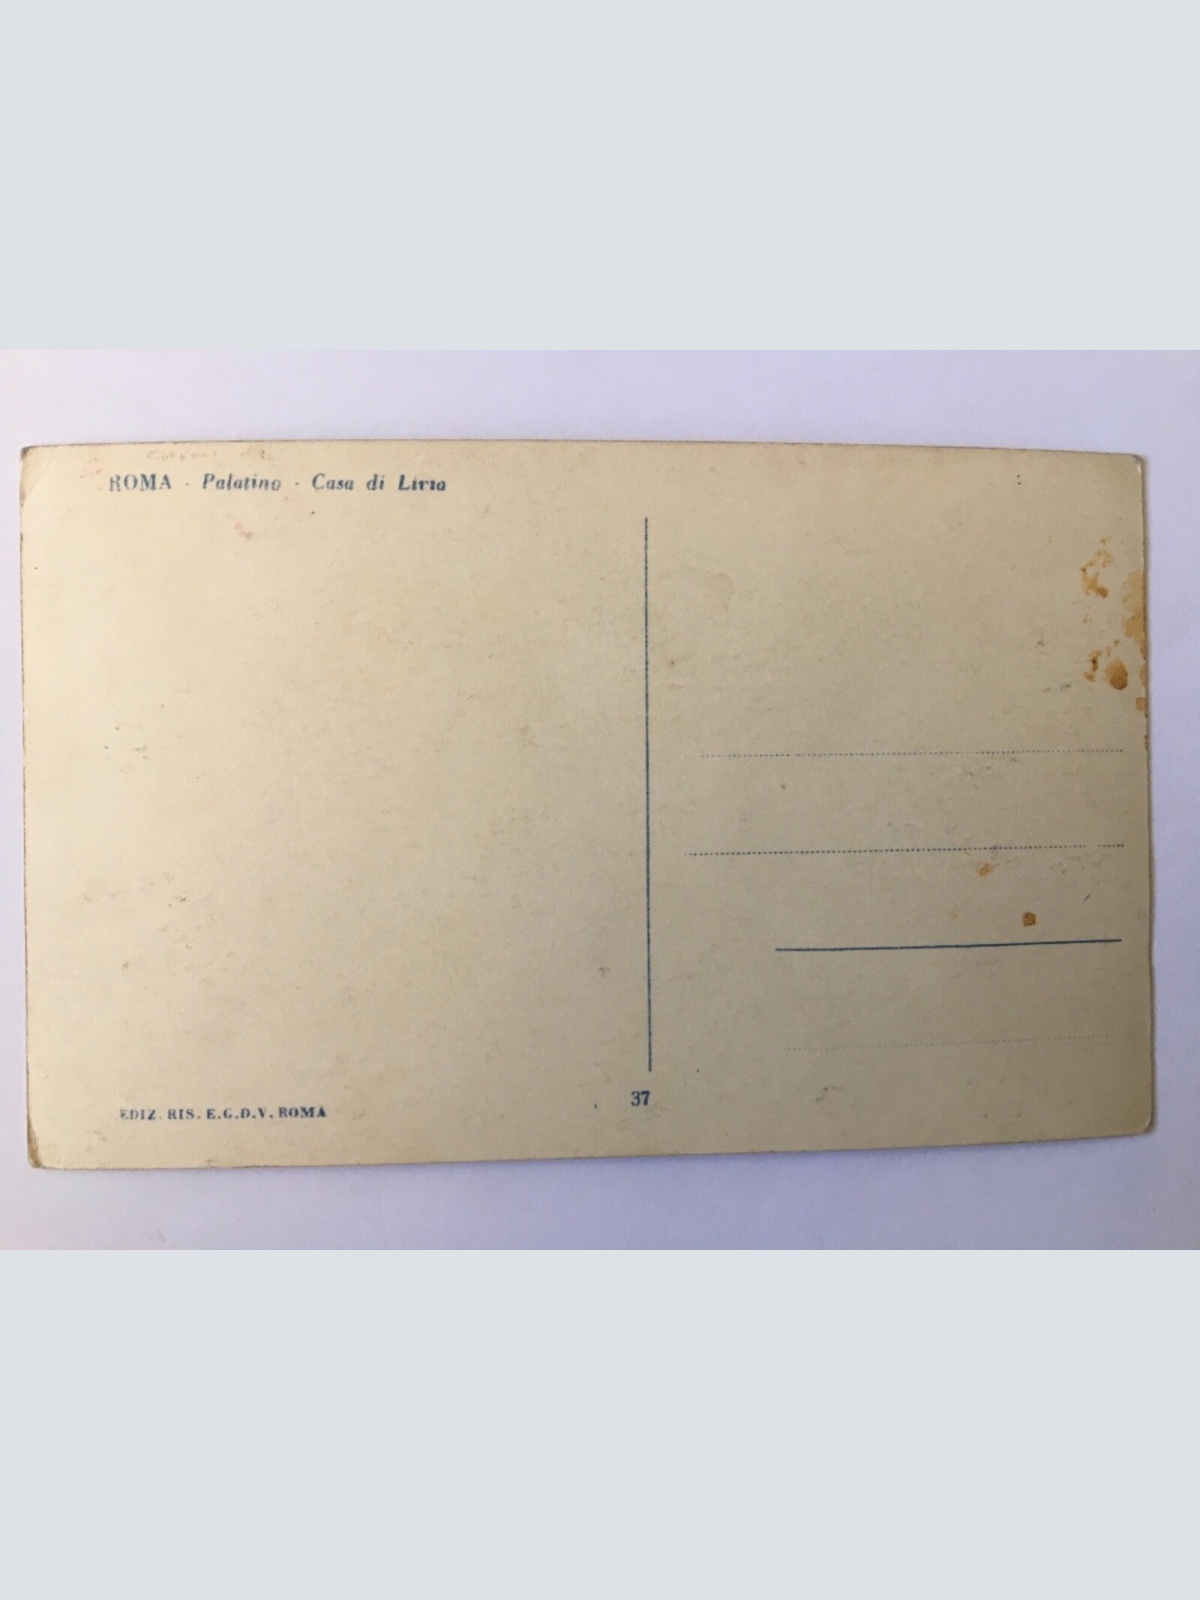 ROMA - Palatino - Casa di Livia
37
EDIZ. RIS. E.G.D.V. ROMA